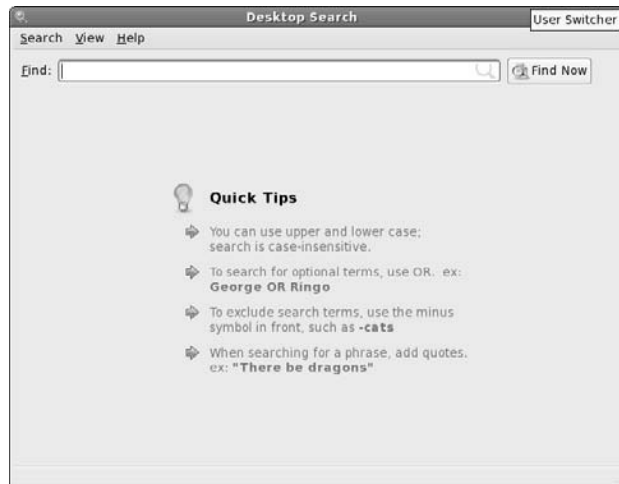 Desktop Search
User Switcher
Search View Help
Find:
Find Now
Quick Tips
You can use upper and lower case;
search is case-insensitive.
To search for optional terms, use OR. ex:
George OR Ringo
To exclude search terms, use the minus
symbol in front, such as -cats
When searching for a phrase, add quotes.
ex: "There be dragons"